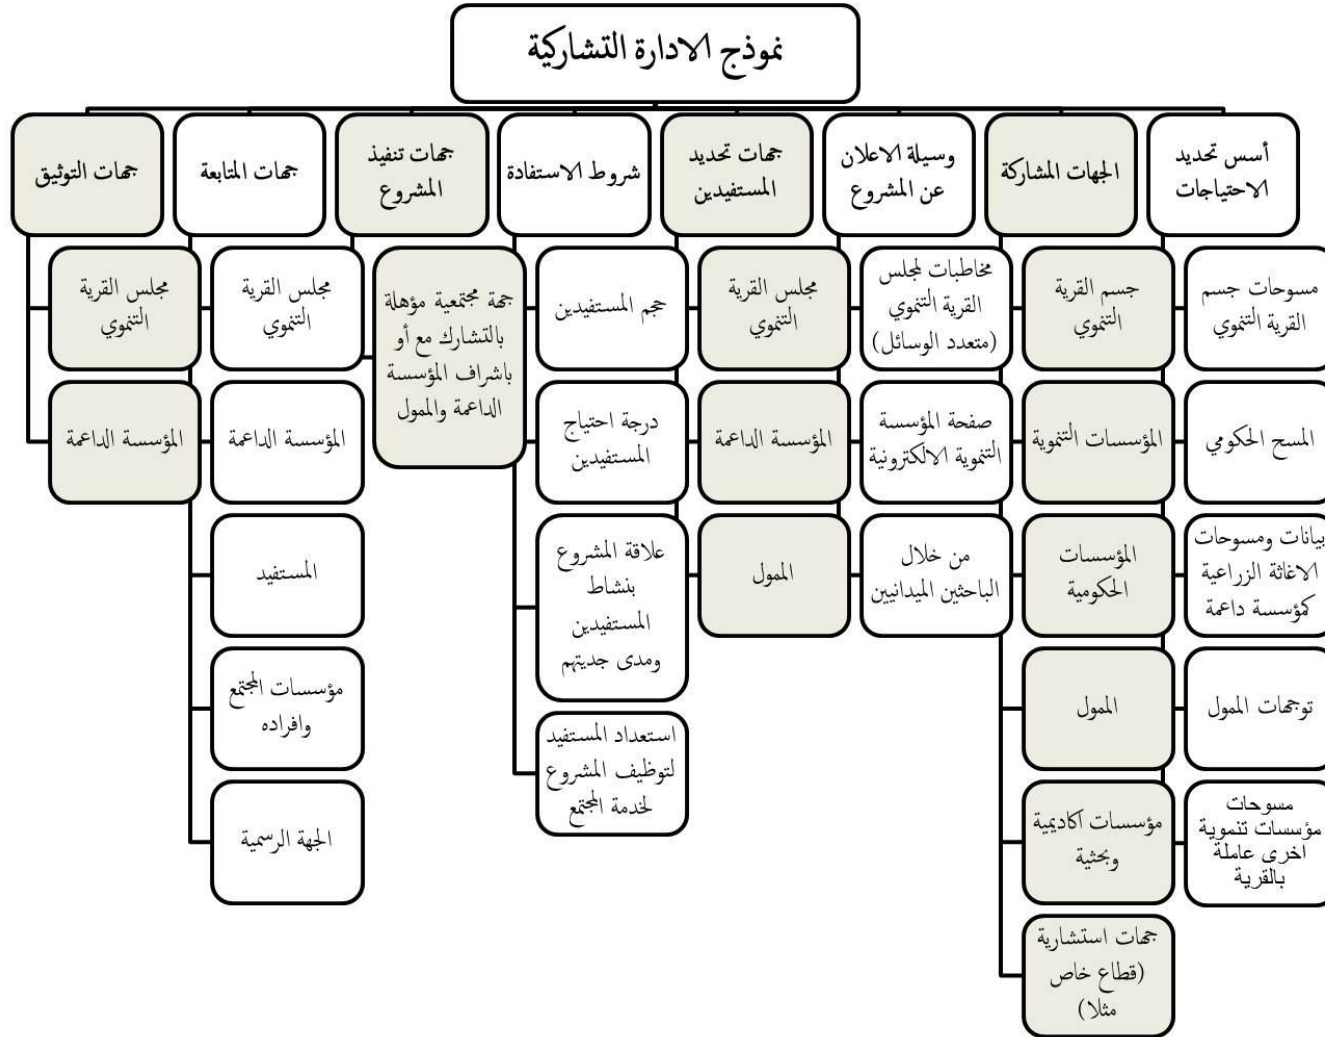 نموذج الادارة التشاركية
أسس تحديد
الاحتياجات
مسوحات جسم
القرية التنموي
المسح الحكومي
بيانات ومسوحات
الاغاثة الزراعية
كمؤسسة داعمة
توجهات الممول
مسوحات
مؤسسات تنموية
اخرى عاملة
بالقرية
الجهات المشاركة
جسم القرية
التنموي
المؤسسات التنموية
المؤسسات
الحكومية
الممول
مؤسسات اكاديمية
وبحثية
جهات استشارية
(قطاع خاص
مثلا)
وسيلة الاعلان
عن المشروع
مخاطبات لمجلس
القرية التنموي
(متعدد الوسائل)
صفحة المؤسسة
التنموية الالكترونية
من خلال
الباحثين الميدانيين
جهات تحديد
المستفيدين
مجلس القرية
التنموي
المؤسسة الداعمة
الممول
شروط الاستفادة
حجم المستفيدين
درجة احتياج
المستفيدين
علاقة المشروع
بنشاط
المستفيدين
ومدى جديتهم
استعداد المستفيد
لتوظيف المشروع
لخدمة المجتمع
جهات تنفيذ
المشروع
جهة مجتمعية مؤهلة
بالتشارك مع أو
باشراف المؤسسة
الداعمة والممول
جهات المتابعة
مجلس القرية
التنموي
المؤسسة الداعمة
المستفيد
مؤسسات المجتمع
وافراده
الجهة الرسمية
جهات التوثيق
مجلس القرية
التنموي
المؤسسة الداعمة